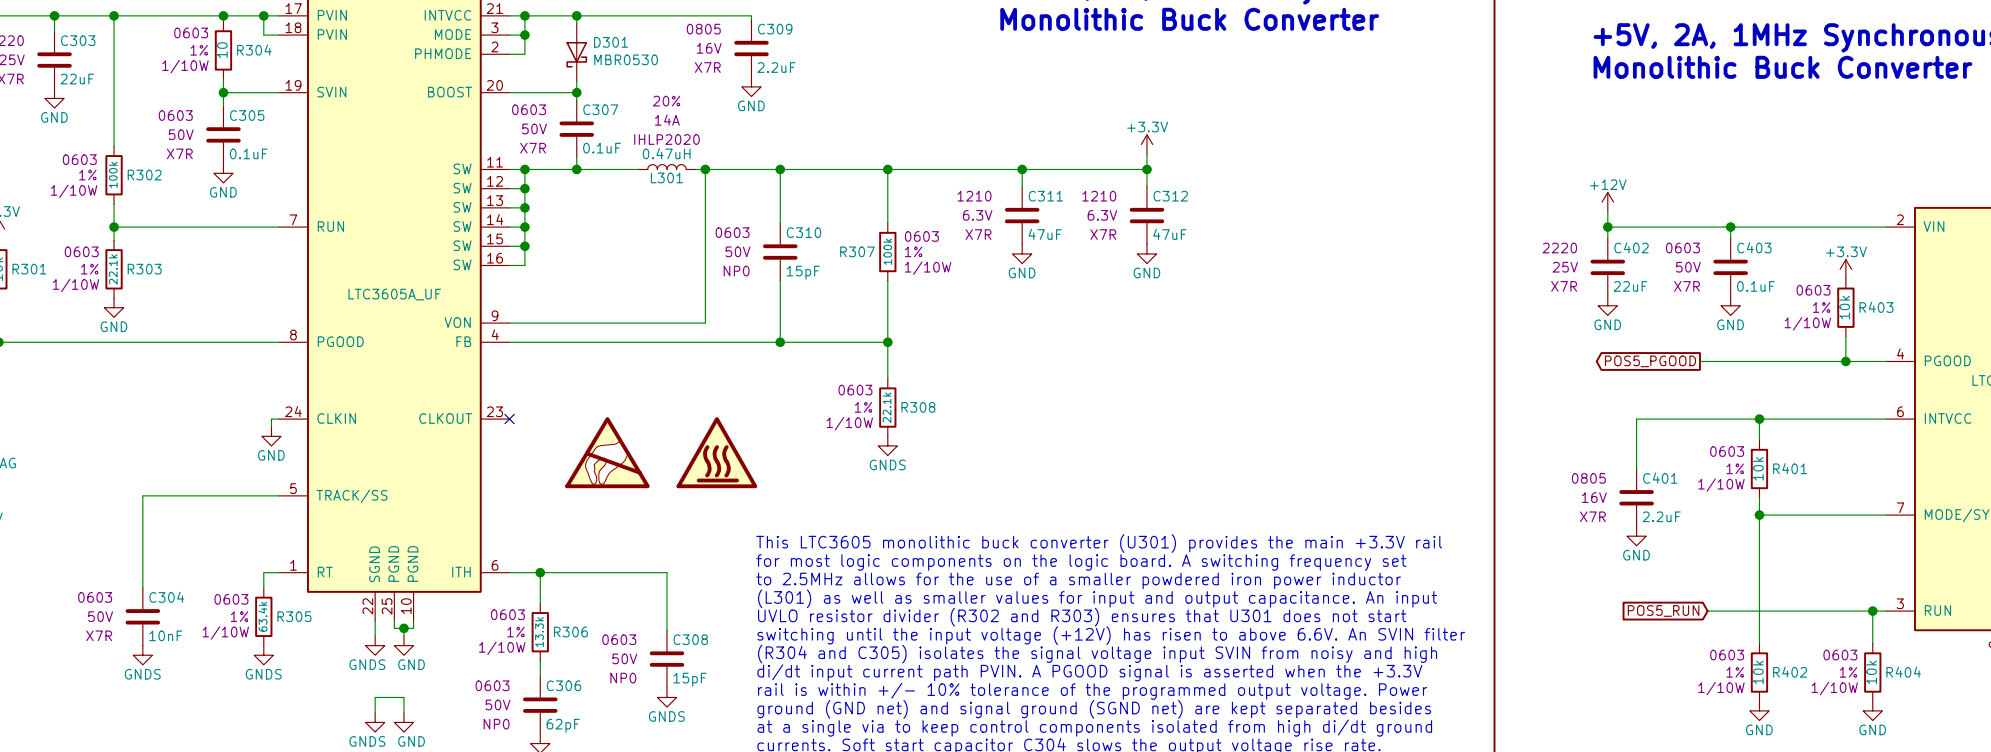 Monolithic Buck Converter
+5V, 2A, 1MHz Synchronous
Monolithic Buck Converter
17 PVIN
18 PVIN
19 SVIN
7 RUN
8 PGOOD
24 CLKIN
5 TRACK/SS
1 RT
INTVCC 21
MODE 3
PHMODE 2
BOOST 20
SW 11
SW 12
SW 13
SW 14
SW 15
SW 16
VON 9
FB 4
CLKOUT 23
ITH 6
SGND 22
PGND 25
PGND 10
LTC3605A_UF
2220
25V
X7R
C303
22uF
GND
0603
1%
1/10W
10
R304
0603
50V
X7R
C305
0.1uF
GND
0603
1%
1/10W
100k
R302
0603
1%
1/10W
22.1k
R303
GND
.3V
R301
AG
V
GND
0603
50V
X7R
C304
10nF
GNDS
0603
1%
1/10W
63.4k
R305
GNDS
GNDS
GND
GNDS
GND
D301
MBR0530
0805
16V
X7R
C309
2.2uF
GND
0603
50V
X7R
C307
0.1uF
20%
14A
IHLP2020
0.47uH
L301
+3.3V
0603
50V
NP0
C310
15pF
R307
100k
0603
1%
1/10W
1210
6.3V
X7R
C311
47uF
GND
1210
6.3V
X7R
C312
47uF
GND
0603
1%
1/10W
22.1k
R308
GNDS
0603
1%
1/10W
13.3k
R306
0603
50V
NP0
C306
62pF
0603
50V
NP0
C308
15pF
GNDS
This LTC3605 monolithic buck converter (U301) provides the main +3.3V rail
for most logic components on the logic board. A switching frequency set
to 2.5MHz allows for the use of a smaller powdered iron power inductor
(L301) as well as smaller values for input and output capacitance. An input
UVLO resistor divider (R302 and R303) ensures that U301 does not start
switching until the input voltage (+12V) has risen to above 6.6V. An SVIN filter
(R304 and C305) isolates the signal voltage input SVIN from noisy and high
di/dt input current path PVIN. A PGOOD signal is asserted when the +3.3V
rail is within +/- 10% tolerance of the programmed output voltage. Power
ground (GND net) and signal ground (SGND net) are kept separated besides
at a single via to keep control components isolated from high di/dt ground
currents. Soft start capacitor C304 slows the output voltage rise rate.
+12V
2220
25V
X7R
C402
22uF
GND
0603
50V
X7R
C403
0.1uF
GND
+3.3V
0603
1%
1/10W
10k
R403
POS5_PGOOD
0805
16V
X7R
C401
2.2uF
GND
0603
1%
1/10W
10k
R401
POS5_RUN
0603
1%
1/10W
10k
R402
GND
0603
1%
1/10W
10k
R404
GND
2 VIN
4 PGOOD
LTC
6 INTVCC
7 MODE/SY
3 RUN